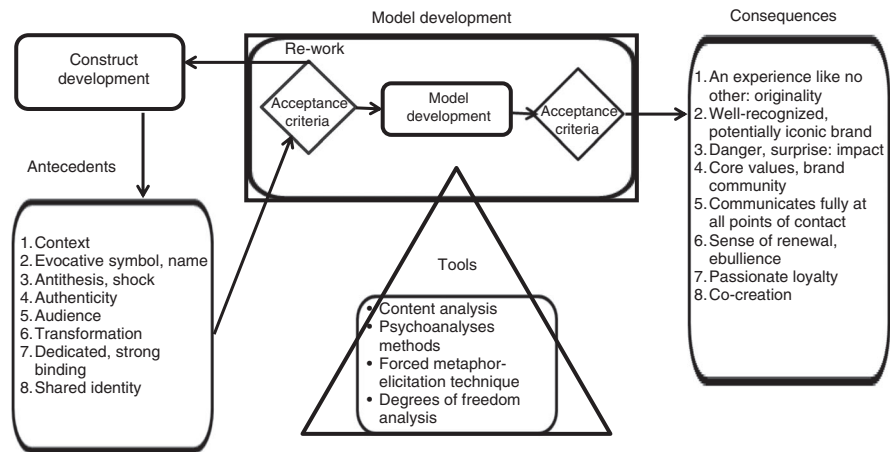 Model development
Consequences
Construct
development
Re-work
Acceptance
criteria
Model
development
Acceptance
criteria
Antecedents
1. Context
2. Evocative symbol, name
3. Antithesis, shock
4. Authenticity
5. Audience
6. Transformation
7. Dedicated, strong
binding
8. Shared identity
Tools
• Content analysis
• Psychoanalyses
methods
• Forced metaphor-
elicitation technique
• Degrees of freedom
analysis
1. An experience like no
other: originality
2. Well-recognized,
potentially iconic brand
3. Danger, surprise: impact
4. Core values, brand
community
5. Communicates fully at
all points of contact
6. Sense of renewal,
ebullience
7. Passionate loyalty
8. Co-creation